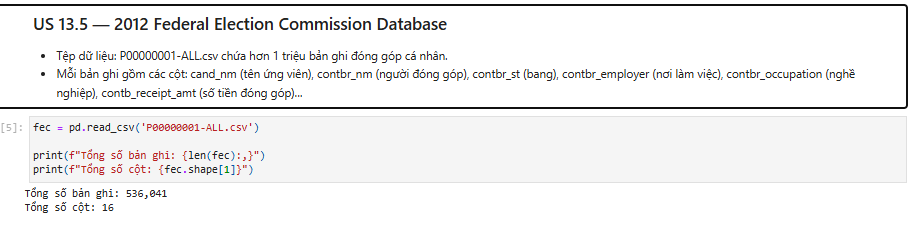 US 13.5 — 2012 Federal Election Commission Database
• Tệp dữ liệu: P00000001-ALL.csv chứa hơn 1 triệu bản ghi đóng góp cá nhân.
• Mỗi bản ghi gồm các cột: cand_nm (tên ứng viên), contbr_nm (người đóng góp), contbr_st (bang), contbr_employer (nơi làm việc), contbr_occupation (nghề
nghiệp), contb_receipt_amt (số tiền đóng góp)...
[5]: fec = pd.read_csv('P00000001-ALL.csv')
print(f"Tổng số bản ghi: {len(fec):,}")
print(f"Tổng số cột: {fec.shape[1]}")
Tổng số bản ghi: 536,041
Tổng số cột: 16